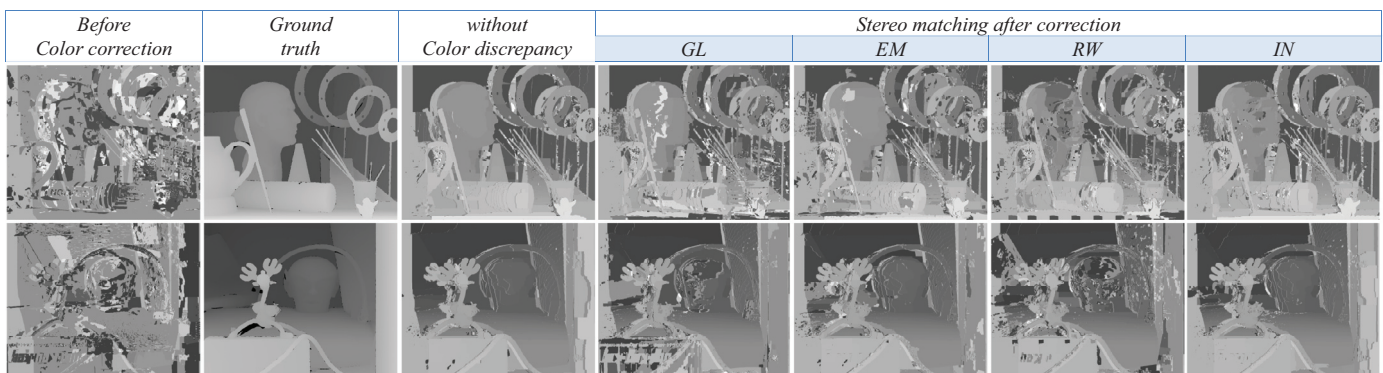 Before
Color correction
Ground
truth
without
Color discrepancy
Stereo matching after correction
GL
EM
RW
IN